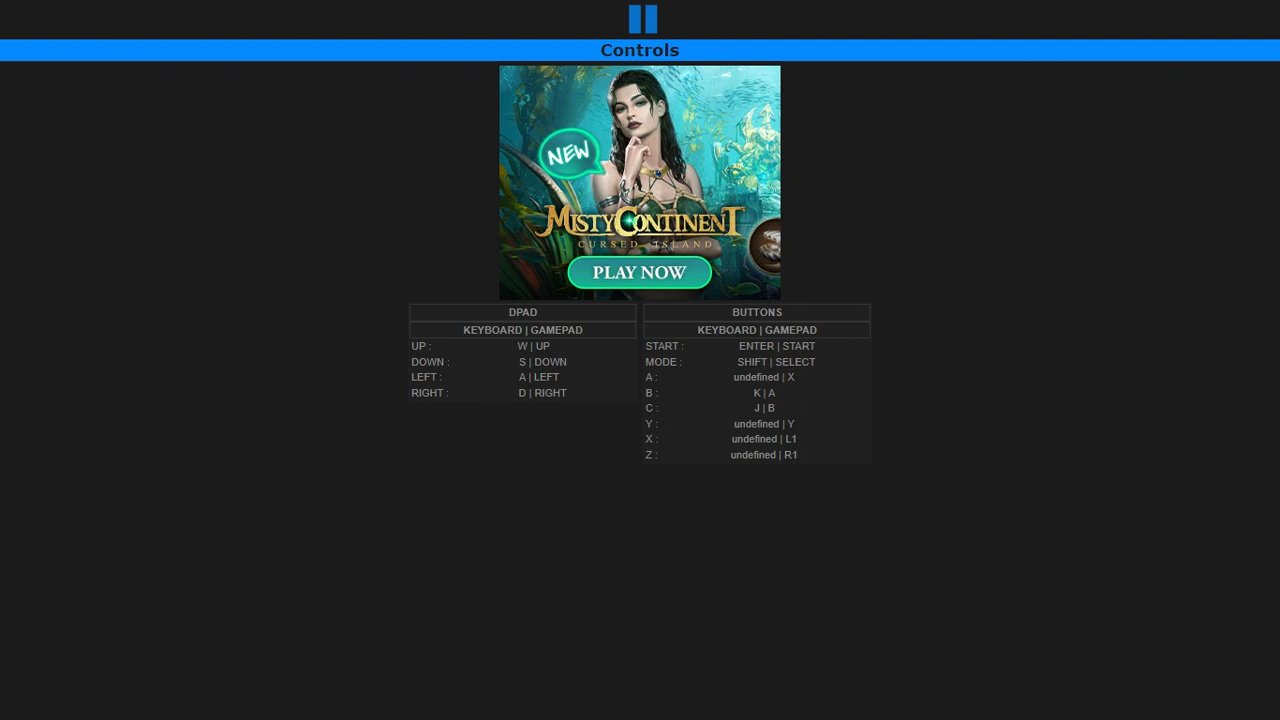 Controls
NEW
MISTY CONTINENT
CURSED ISLAND
PLAY NOW
DPAD
KEYBOARD | GAMEPAD
UP : W | UP
DOWN : S | DOWN
LEFT : A | LEFT
RIGHT : D | RIGHT
BUTTONS
KEYBOARD | GAMEPAD
START : ENTER | START
MODE : SHIFT | SELECT
A : undefined | X
B : K | A
C : J | B
Y : undefined | Y
X : undefined | L1
Z : undefined | R1